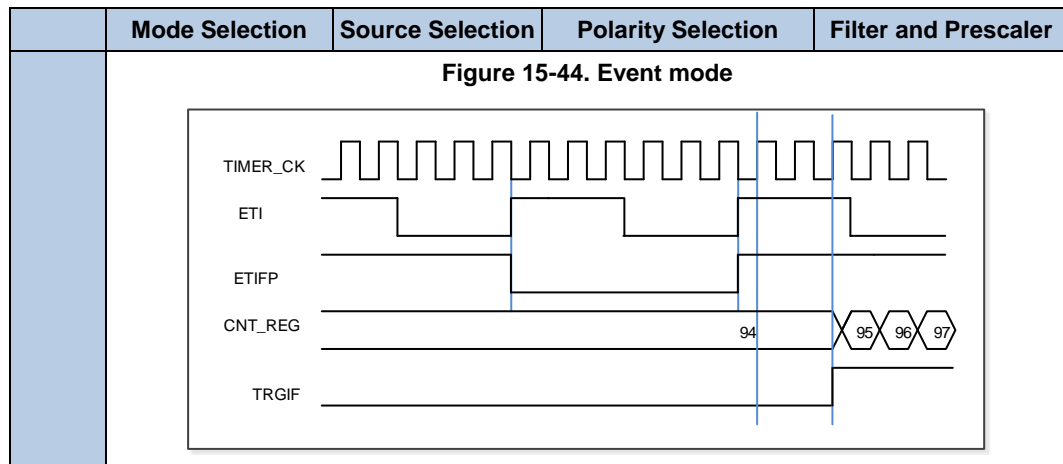 Mode Selection Source Selection Polarity Selection Filter and Prescaler
Figure 15-44. Event mode
TIMER_CK
ETI
ETIFP
CNT_REG 94 95 96 97
TRGIF